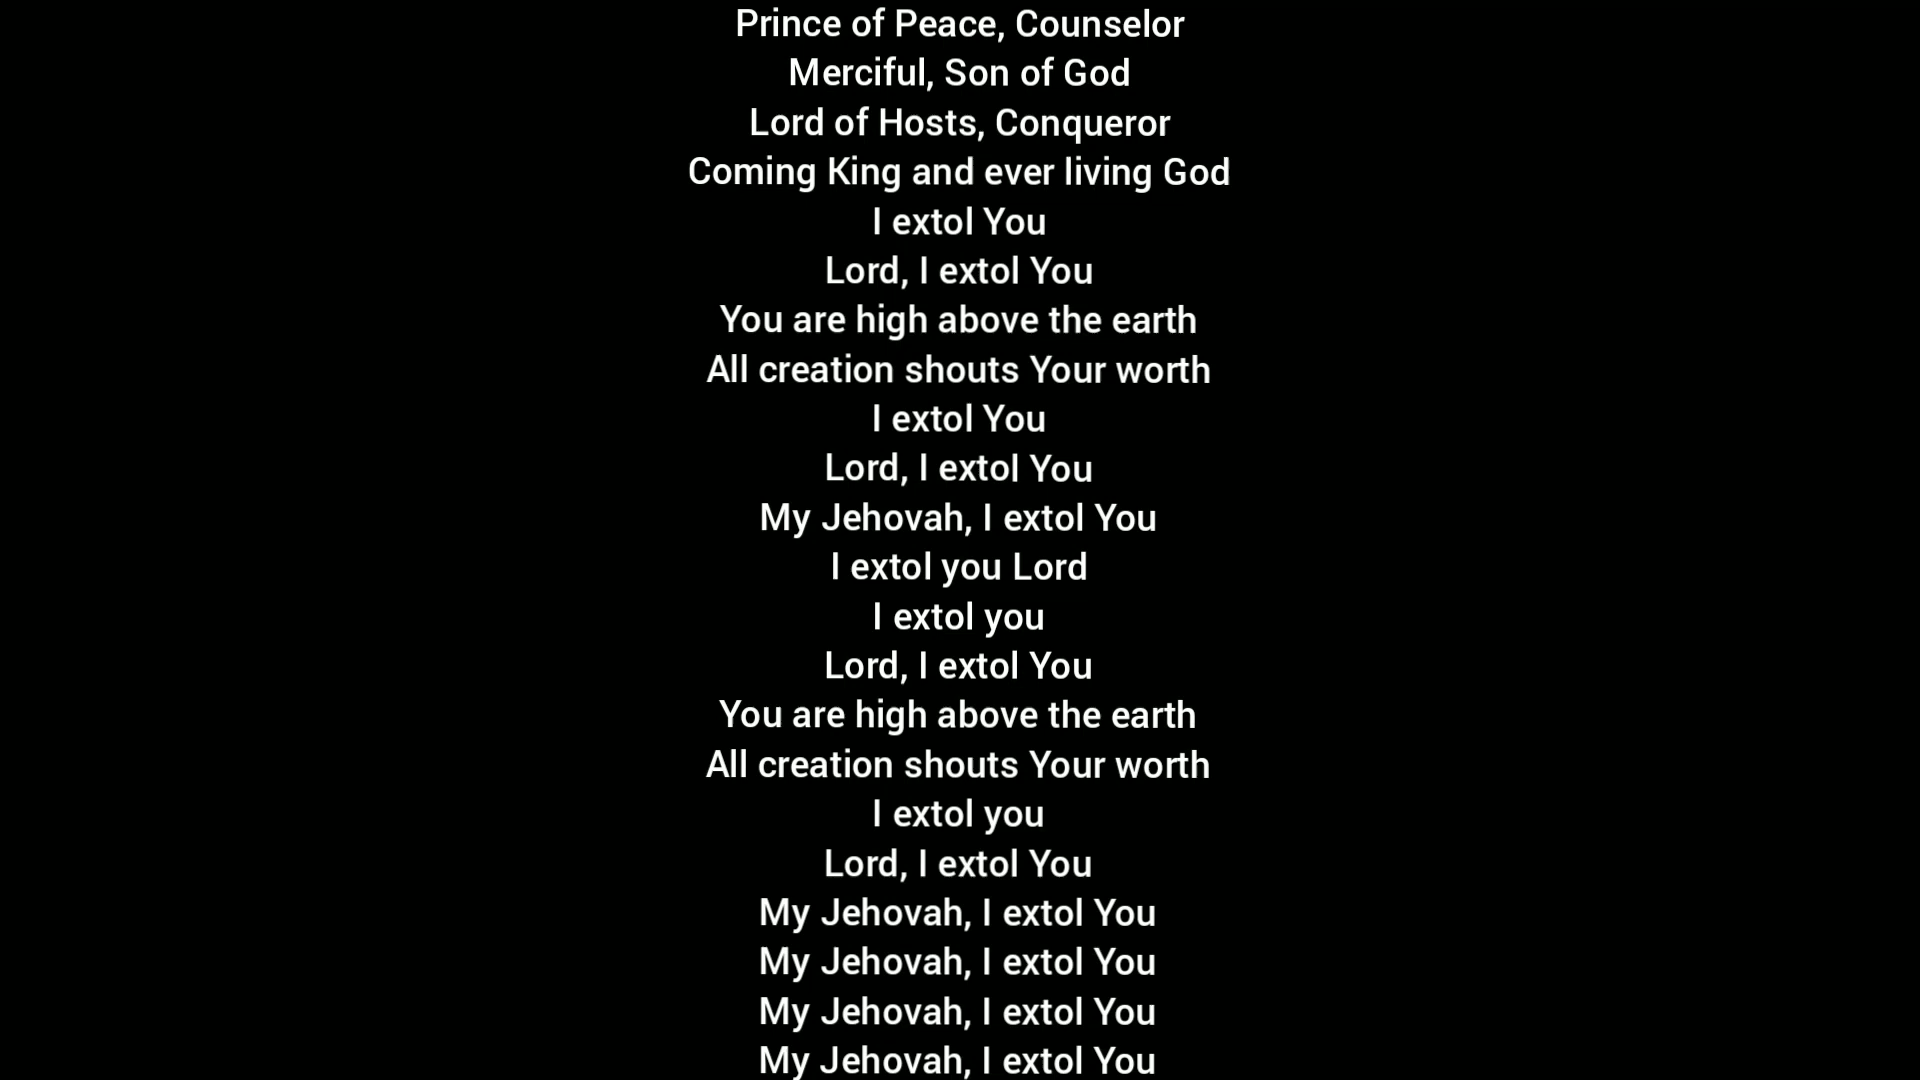 Prince of Peace, Counselor
Merciful, Son of God
Lord of Hosts, Conqueror
Coming King and ever living God
I extol You
Lord, I extol You
You are high above the earth
All creation shouts Your worth
I extol You
Lord, I extol You
My Jehovah, I extol You
I extol you Lord
I extol you
Lord, I extol You
You are high above the earth
All creation shouts Your worth
I extol you
Lord, I extol You
My Jehovah, I extol You
My Jehovah, I extol You
My Jehovah, I extol You
My Jehovah, I extol You